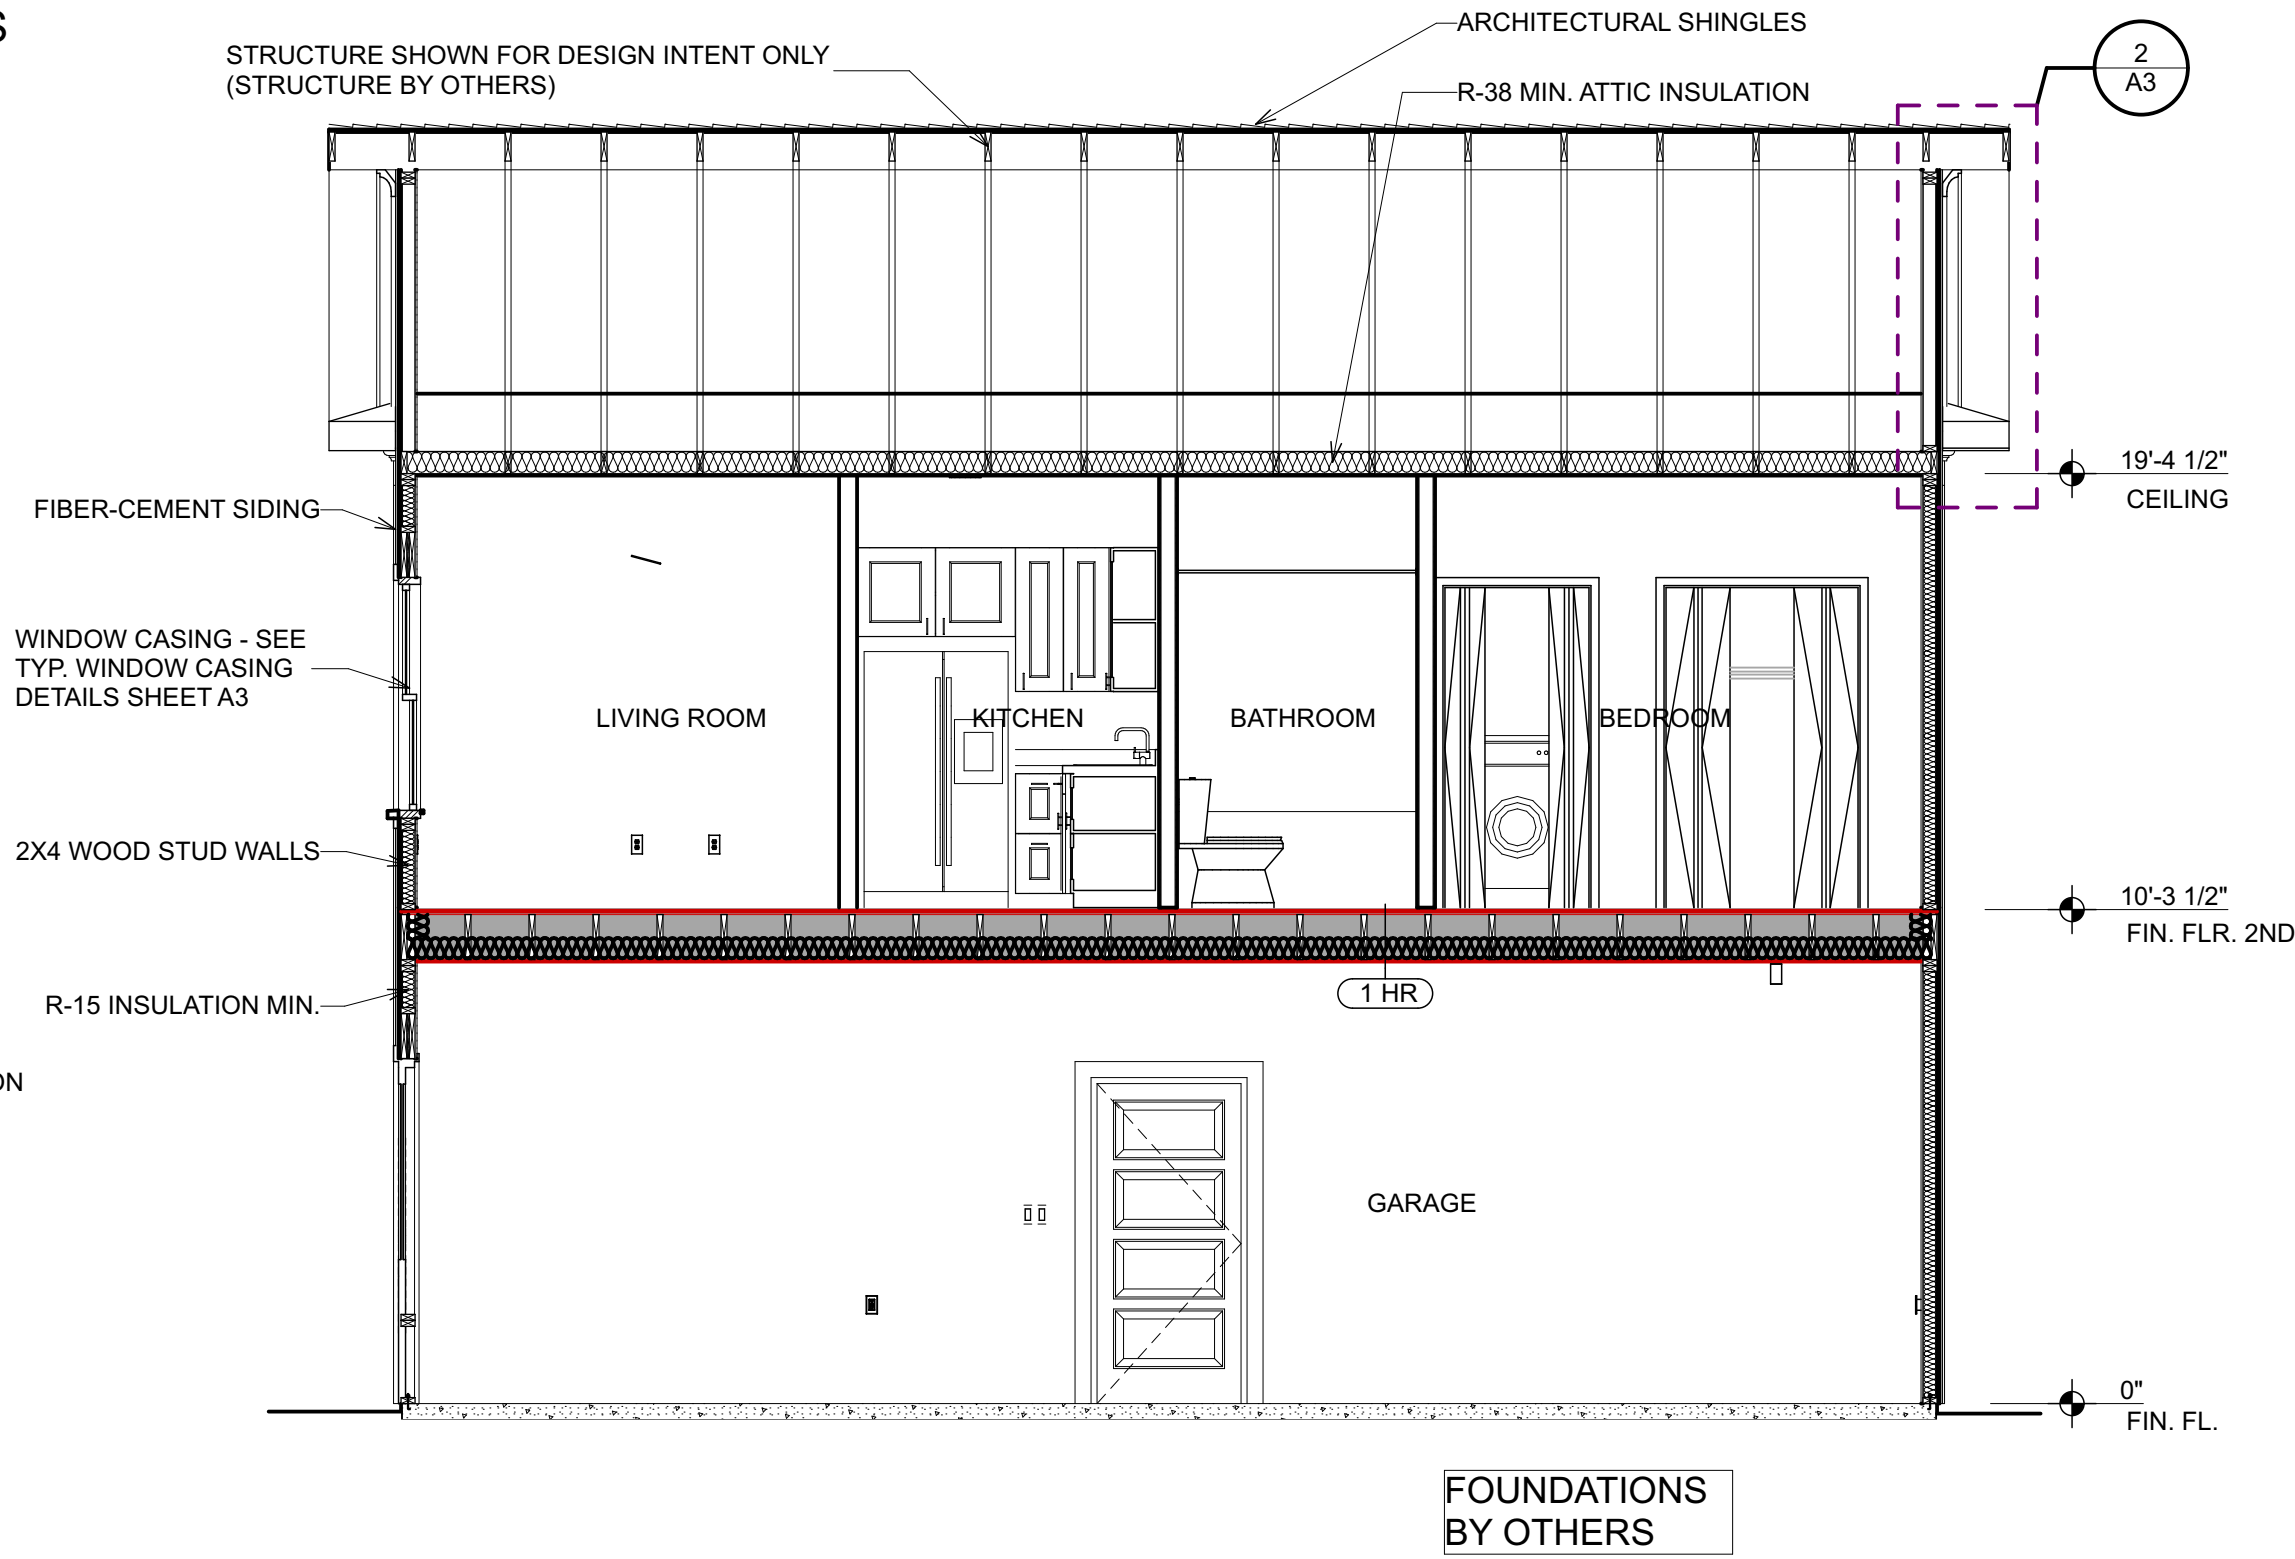 S
ARCHITECTURAL SHINGLES
STRUCTURE SHOWN FOR DESIGN INTENT ONLY
(STRUCTURE BY OTHERS)
2
A3
R-38 MIN. ATTIC INSULATION
19'-4 1/2"
CEILING
FIBER-CEMENT SIDING
WINDOW CASING - SEE
TYP. WINDOW CASING
DETAILS SHEET A3
LIVING ROOM
KITCHEN
BATHROOM
BEDROOM
2X4 WOOD STUD WALLS
10'-3 1/2"
FIN. FLR. 2ND
1 HR
R-15 INSULATION MIN.
ON
GARAGE
0"
FIN. FL.
FOUNDATIONS
BY OTHERS